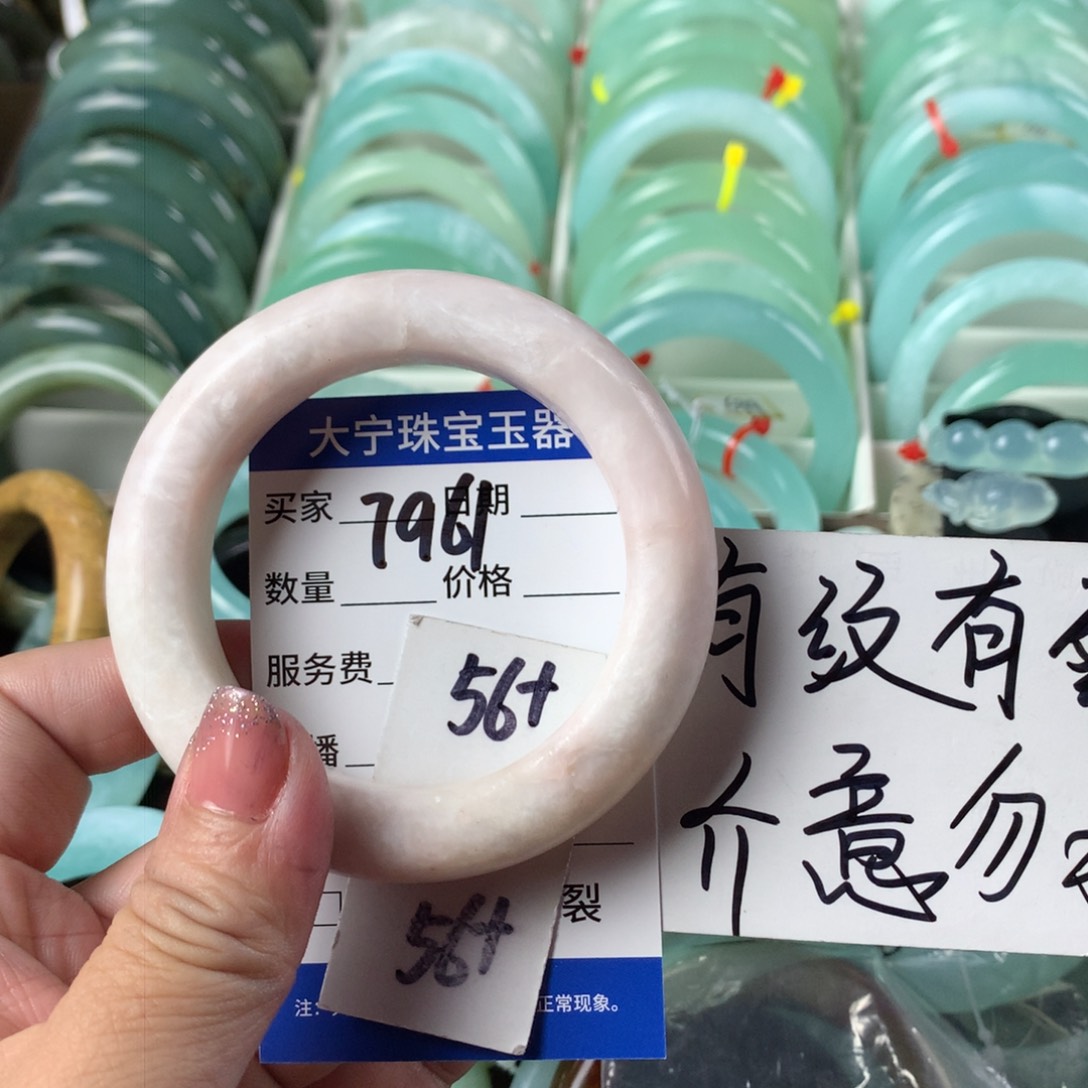 大宁珠宝玉器
买家 7961 日期
数量 价格
服务费
56+
播
裂
56+
注:
正常现象。
有纹有
介意勿